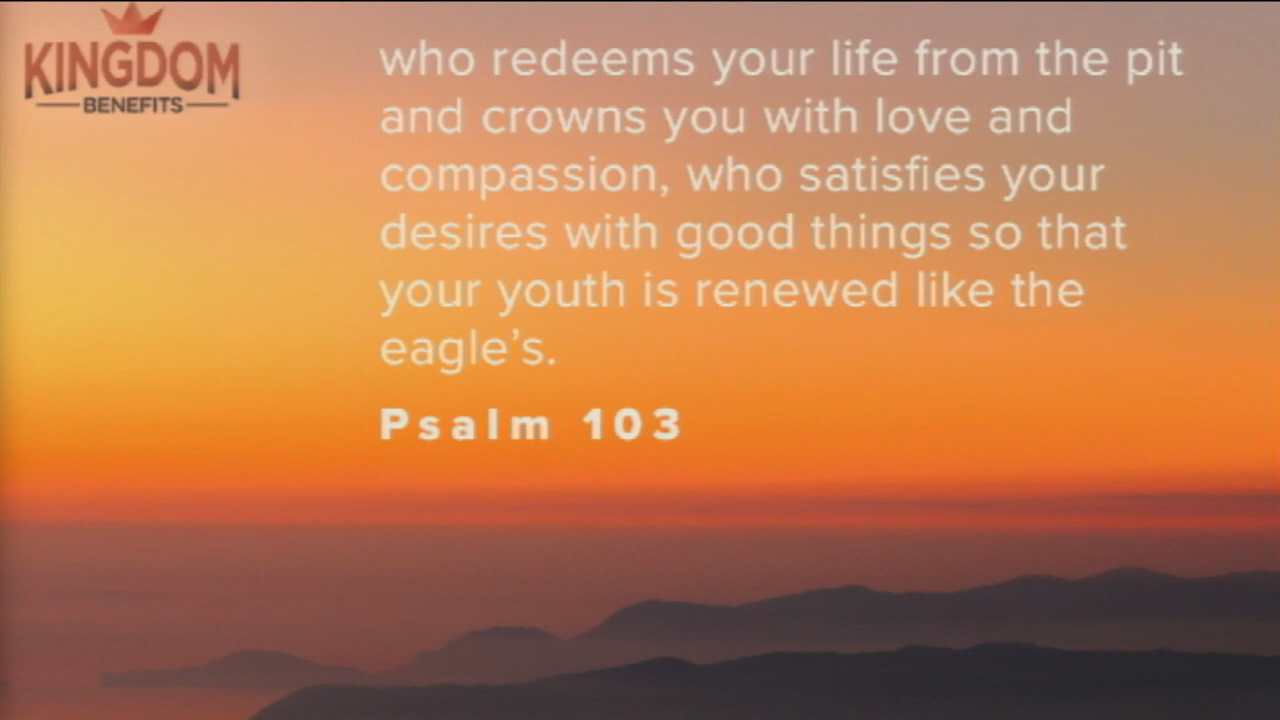 KINGDOM
BENEFITS
who redeems your life from the pit
and crowns you with love and
compassion, who satisfies your
desires with good things so that
your youth is renewed like the
eagle’s.
Psalm 103